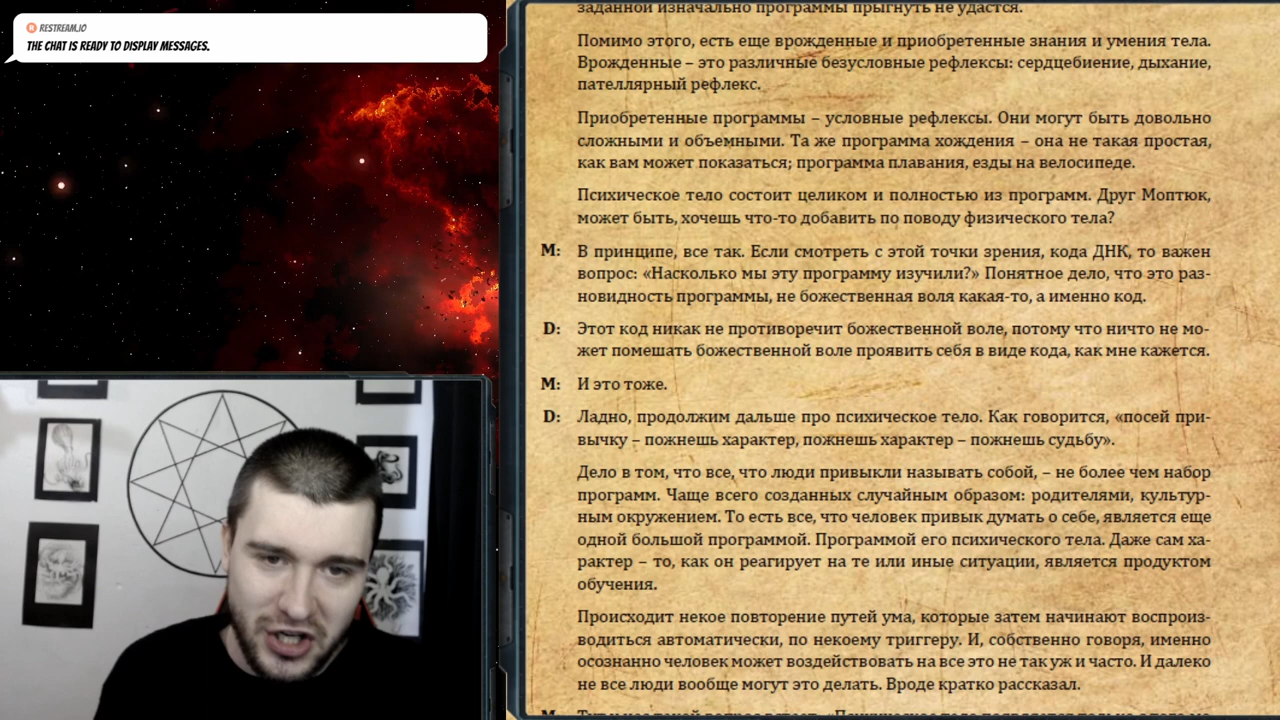 RESTREAM.IO
THE CHAT IS READY TO DISPLAY MESSAGES.
заданной изначально программы прыгнуть не удастся.
Помимо этого, есть еще врожденные и приобретенные знания и умения тела.
Врожденные – это различные безусловные рефлексы: сердцебиение, дыхание,
пателлярный рефлекс.
Приобретенные программы – условные рефлексы. Они могут быть довольно
сложными и объемными. Та же программа хождения – она не такая простая,
как вам может показаться; программа плавания, езды на велосипеде.
Психическое тело состоит целиком и полностью из программ. Друг Моптюк,
может быть, хочешь что-то добавить по поводу физического тела?
М: В принципе, все так. Если смотреть с этой точки зрения, кода ДНК, то важен
вопрос: «Насколько мы эту программу изучили?» Понятное дело, что это раз-
новидность программы, не божественная воля какая-то, а именно код.
D: Этот код никак не противоречит божественной воле, потому что ничто не мо-
жет помешать божественной воле проявить себя в виде кода, как мне кажется.
М: И это тоже.
D: Ладно, продолжим дальше про психическое тело. Как говорится, «посей при-
вычку – пожнешь характер, пожнешь характер – пожнешь судьбу».
Дело в том, что все, что люди привыкли называть собой, – не более чем набор
программ. Чаще всего созданных случайным образом: родителями, культур-
ным окружением. То есть все, что человек привык думать о себе, является еще
одной большой программой. Программой его психического тела. Даже сам ха-
рактер – то, как он реагирует на те или иные ситуации, является продуктом
обучения.
Происходит некое повторение путей ума, которые затем начинают воспроиз-
водиться автоматически, по некоему триггеру. И, собственно говоря, именно
осознанно человек может воздействовать на все это не так уж и часто. И далеко
не все люди вообще могут это делать. Вроде кратко рассказал.